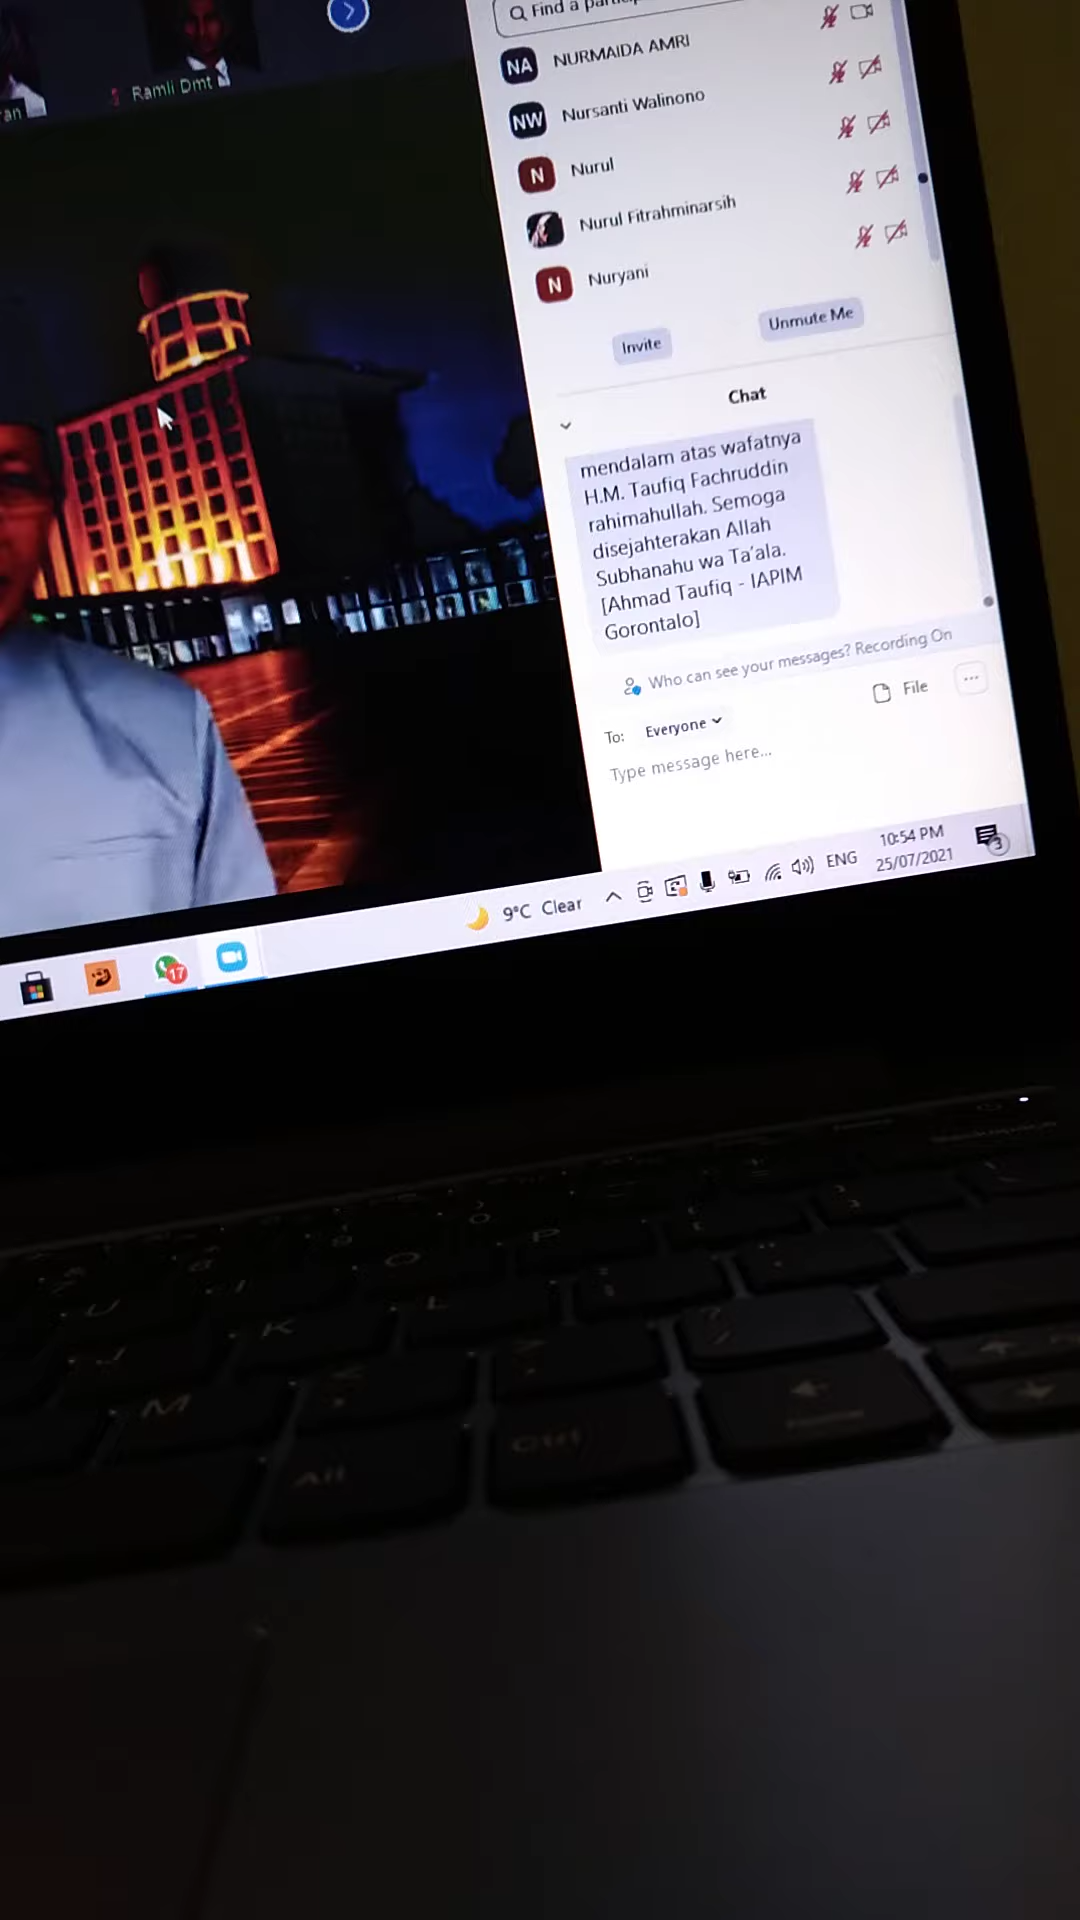 Find a
Ramli Dmt
an
NA NURMAIDA AMRI
NW Nursanti Walinono
N Nurul
Nurul Fitrahminarsih
N Nuryani
Invite
Unmute Me
Chat
mendalam atas wafatnya
H.M. Taufiq Fachruddin
rahimahullah. Semoga
disejahterakan Allah
Subhanahu wa Ta'ala.
[Ahmad Taufiq - IAPIM
Gorontalo]
Who can see your messages? Recording On
To: Everyone
File
Type message here...
17
9°C Clear
ENG
10:54 PM
25/07/2021
3
P
O
U
L
K
J
M
Alt
Ctrl